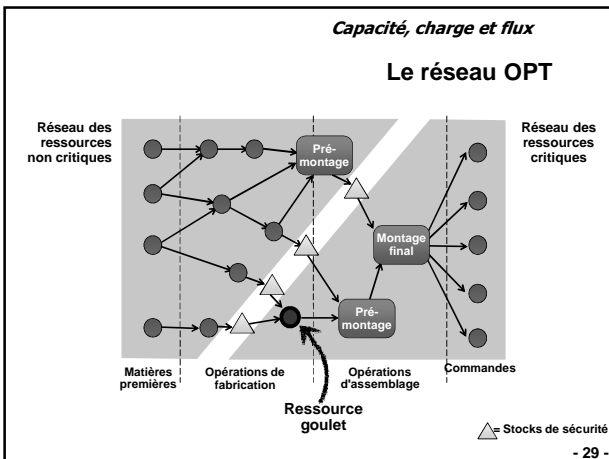 Capacité, charge et flux
Le réseau OPT
Réseau des
ressources
non critiques
Réseau des
ressources
critiques
Pré-
montage
Montage
final
Pré-
montage
Matières
premières
Opérations de
fabrication
Opérations
d'assemblage
Commandes
Ressource
goulet
= Stocks de sécurité
- 29 -